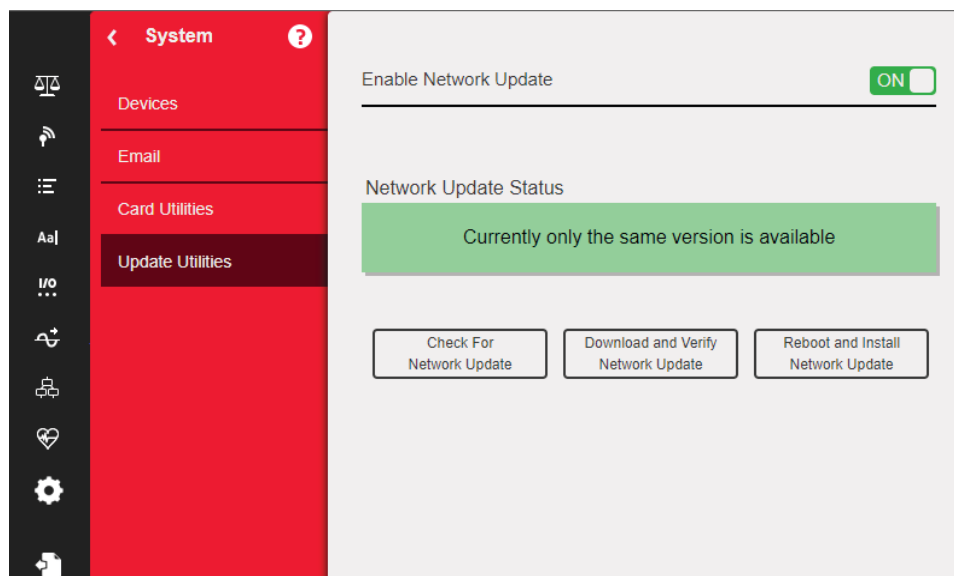 System
?
Devices
Email
Card Utilities
Update Utilities
Aa|
I/O
Enable Network Update
ON
Network Update Status
Currently only the same version is available
Check For
Network Update
Download and Verify
Network Update
Reboot and Install
Network Update